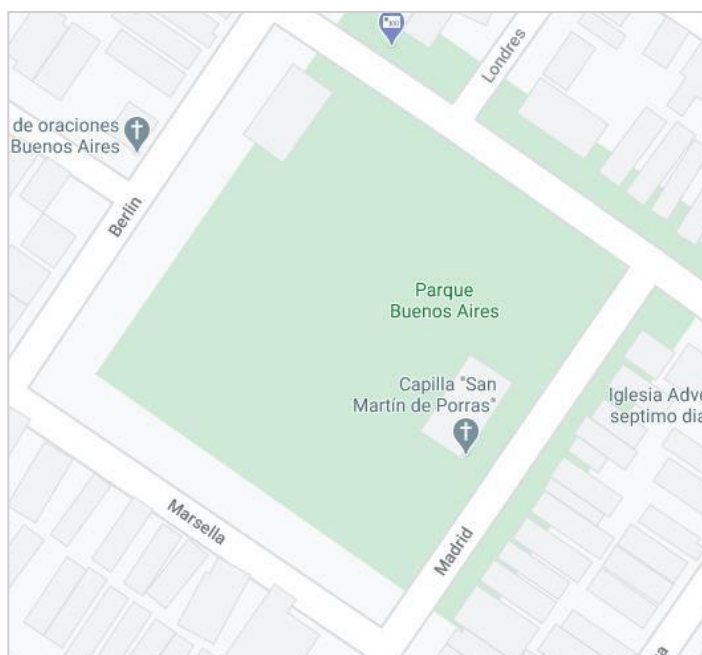 Londres
de oraciones
Buenos Aires
Berlin
Parque
Buenos Aires
Capilla "San
Martín de Porras"
Iglesia Adve
septimo dia
Marsella
Madrid